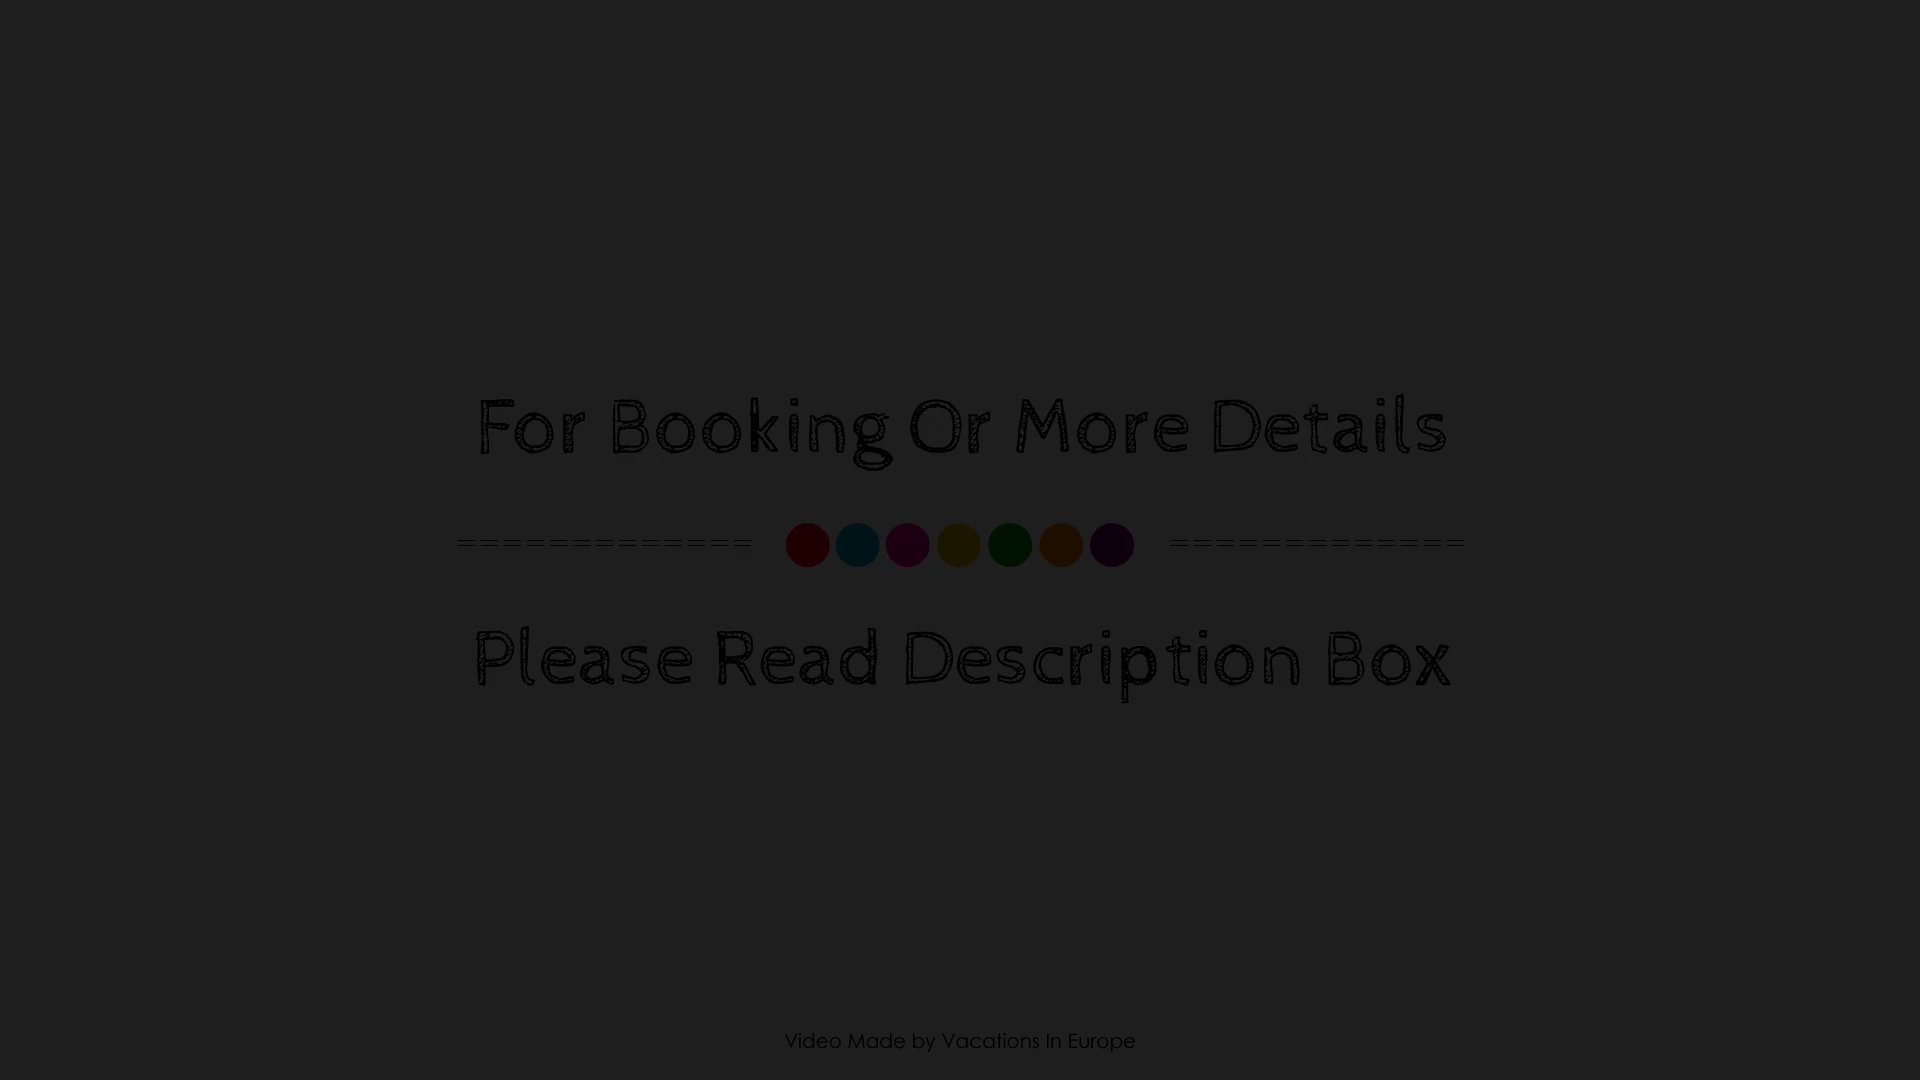 For Booking Or More Details
============= =============
Please Read Description Box
Video Made by Vacations In Europe